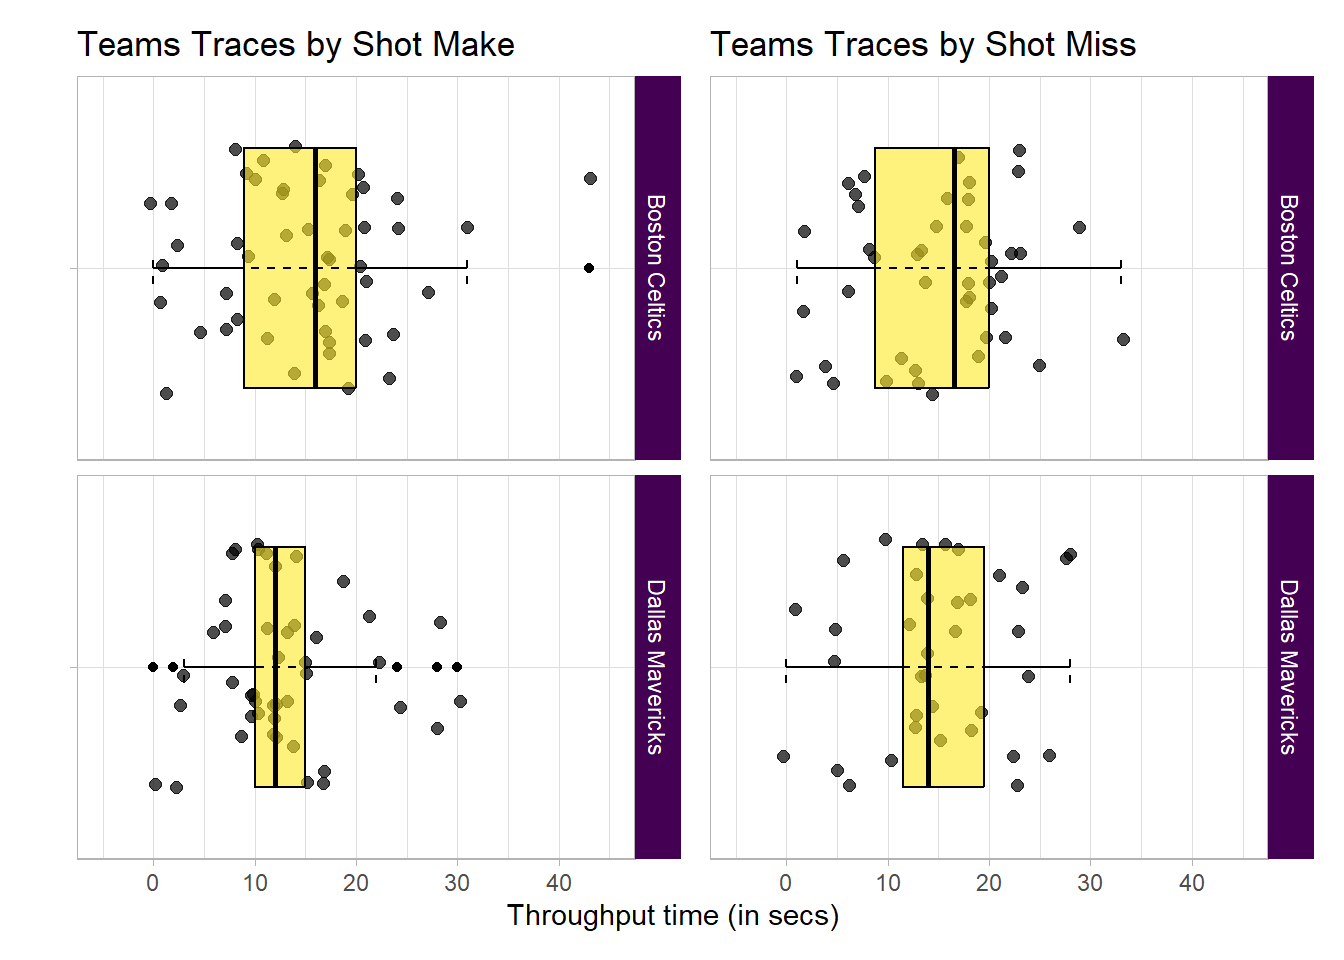 Teams Traces by Shot Make
Teams Traces by Shot Miss
Boston Celtics
Boston Celtics
Dallas Mavericks
Dallas Mavericks
0 10 20 30 40
0 10 20 30 40
Throughput time (in secs)